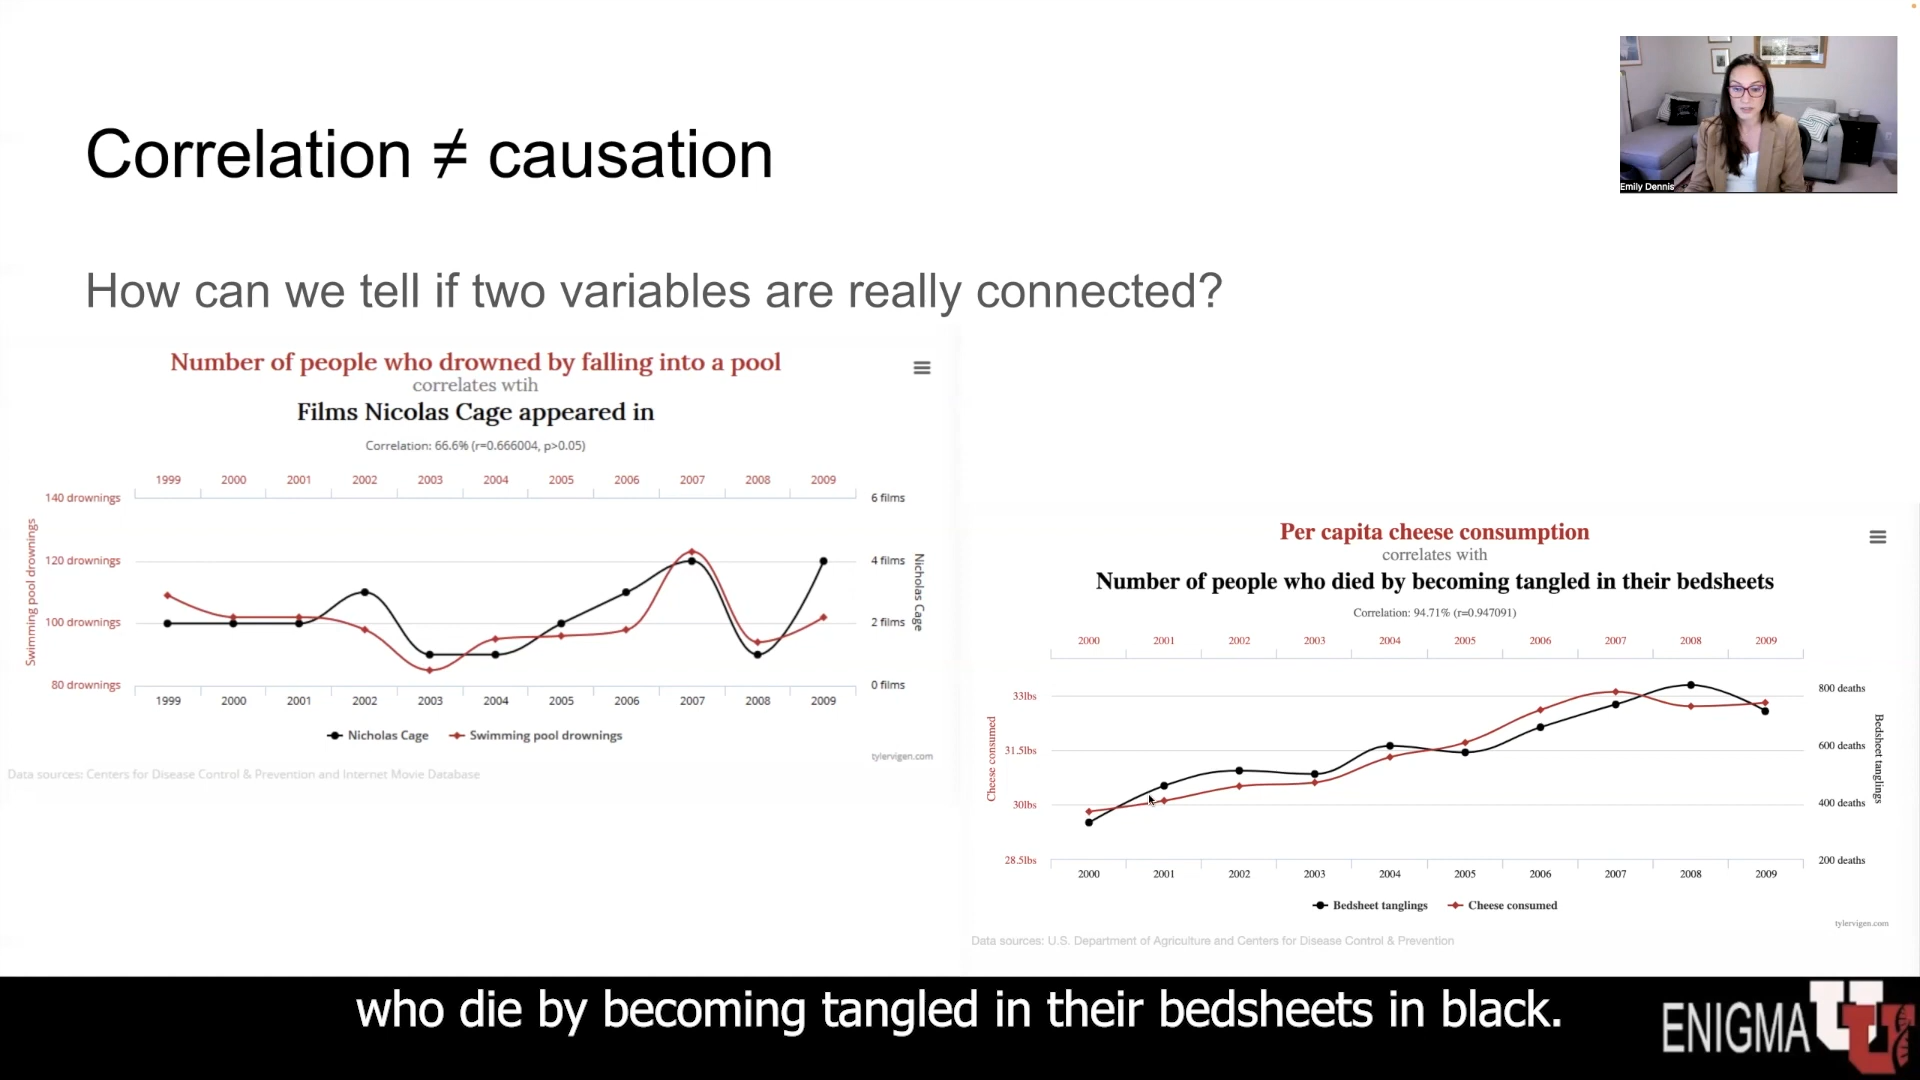 Correlation ≠ causation
Emily Dennis
How can we tell if two variables are really connected?
Number of people who drowned by falling into a pool
correlates wtih
Films Nicolas Cage appeared in
Correlation: 66.6% (r=0.666004, p>0.05)
1999 2000 2001 2002 2003 2004 2005 2006 2007 2008 2009
140 drownings 6 films
120 drownings 4 films
100 drownings 2 films
80 drownings 0 films
Swimming pool drownings
Nicholas Cage
1999 2000 2001 2002 2003 2004 2005 2006 2007 2008 2009
Nicholas Cage Swimming pool drownings
tylervigen.com
Data sources: Centers for Disease Control & Prevention and Internet Movie Database
Per capita cheese consumption
correlates with
Number of people who died by becoming tangled in their bedsheets
Correlation: 94.71% (r=0.947091)
2000 2001 2002 2003 2004 2005 2006 2007 2008 2009
33lbs 800 deaths
31.5lbs 600 deaths
30lbs 400 deaths
28.5lbs 200 deaths
Cheese consumed
Bedsheet tanglings
2000 2001 2002 2003 2004 2005 2006 2007 2008 2009
Bedsheet tanglings Cheese consumed
tylervigen.com
Data sources: U.S. Department of Agriculture and Centers for Disease Control & Prevention
who die by becoming tangled in their bedsheets in black.
ENIGMA U